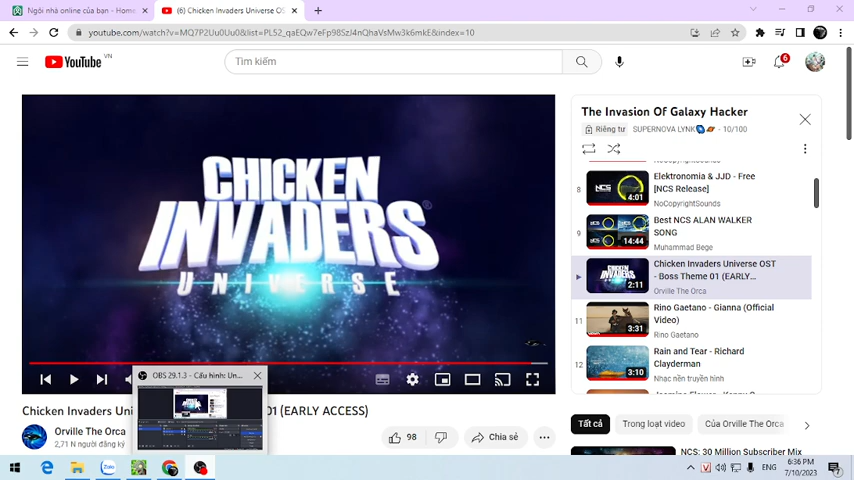 Ngôi nhà online của bạn - Home
(6) Chicken Invaders Universe OS
youtube.com/watch?v=MQ7P2Uu0Uu0&list=PL52_qaEQw7eFp98SzJ4nQhaVsMw3k6mkE&index=10
YouTube VN
Tìm kiếm
6
CHICKEN
INVADERS
UNIVERSE
The Invasion Of Galaxy Hacker
Riêng tư SUPERNOVA LYNK - 10/100
NoCopyrightSounds
8
NCS
4:01
Elektronomia & JJD - Free
[NCS Release]
NoCopyrightSounds
9
14:44
Best NCS ALAN WALKER
SONG
Muhammad Bege
2:11
Chicken Invaders Universe OST
- Boss Theme 01 (EARLY...
Orville The Orca
11
3:31
Rino Gaetano - Gianna (Official
Video)
Rino Gaetano
12
3:10
Rain and Tear - Richard
Clayderman
Nhac nền truyền hình
OBS 29.1.3 - Cấu hình: Un...
Chicken Invaders Uni
01 (EARLY ACCESS)
Orville The Orca
2,71 N người đăng ký
98
Chia sẻ
Tất cả
Trong loạt video
Của Orville The Orca
NCS: 30 Million Subscriber Mix
Zalo
ENG
6:36 PM
7/10/2023
7